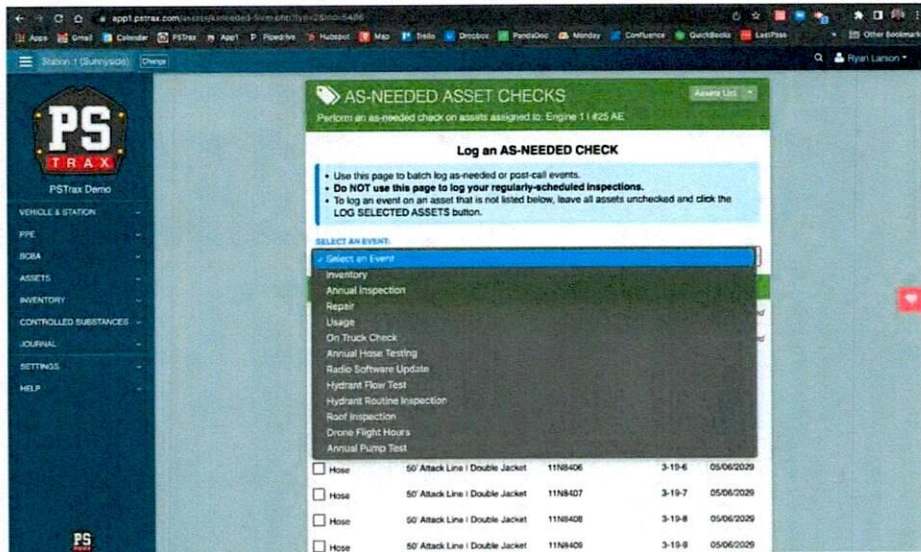 app1.pstrax.com
Apps Gmail Calendar PSTrax App1 Pipedrive Hubspot Map Trello Dropbox PandaDoc Monday Confluence QuickBooks LastPass Other Bookmarks
Station 1 (Sunnyside) Change
Ryan Larson
PS
TRAX
PSTrax Demo
VEHICLE & STATION
PPE
SCBA
ASSETS
INVENTORY
CONTROLLED SUBSTANCES
JOURNAL
SETTINGS
HELP
PS
AS-NEEDED ASSET CHECKS
Assets List
Perform an as-needed check on assets assigned to: Engine 1 | #25 AE
Log an AS-NEEDED CHECK
• Use this page to batch log as-needed or post-call events.
• Do NOT use this page to log your regularly-scheduled inspections.
• To log an event on an asset that is not listed below, leave all assets unchecked and click the
LOG SELECTED ASSETS button.
SELECT AN EVENT:
✓ Select an Event
Inventory
Annual Inspection
Repair
Usage
On Truck Check
Annual Hose Testing
Radio Software Update
Hydrant Flow Test
Hydrant Routine Inspection
Roof Inspection
Drone Flight Hours
Annual Pump Test
Hose 50' Attack Line | Double Jacket 11N8406 3-19-6 05/06/2029
Hose 50' Attack Line | Double Jacket 11N8407 3-19-7 05/06/2029
Hose 50' Attack Line | Double Jacket 11N8408 3-19-8 05/06/2029
Hose 50' Attack Line | Double Jacket 11N8409 3-19-9 05/06/2029